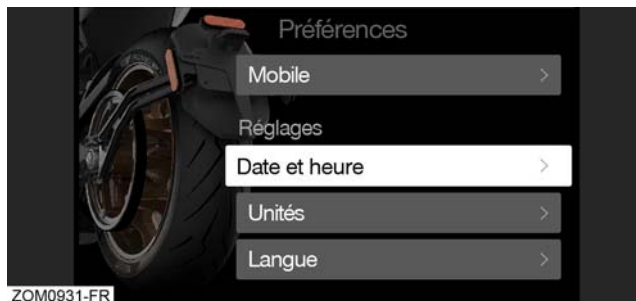 Préférences
Mobile
Réglages
Date et heure
Unités
Langue
ZOM0931-FR